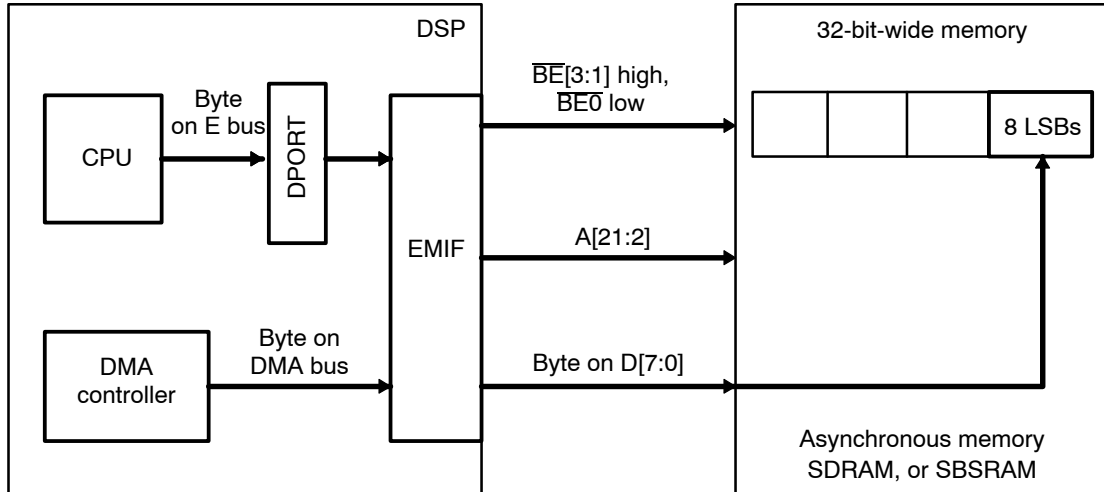 DSP
32-bit-wide memory
BE[3:1] high,
BE0 low
Byte
on E bus
CPU
DPORT
8 LSBs
EMIF
A[21:2]
Byte on
DMA bus
Byte on D[7:0]
DMA
controller
Asynchronous memory
SDRAM, or SBSRAM